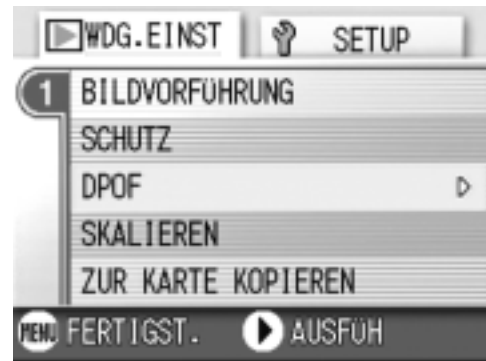 WDG.EINST SETUP
1 BILDVORFÜHRUNG
SCHUTZ
DPOF
SKALIEREN
ZUR KARTE KOPIEREN
MENU FERTIGST. AUSFÜH